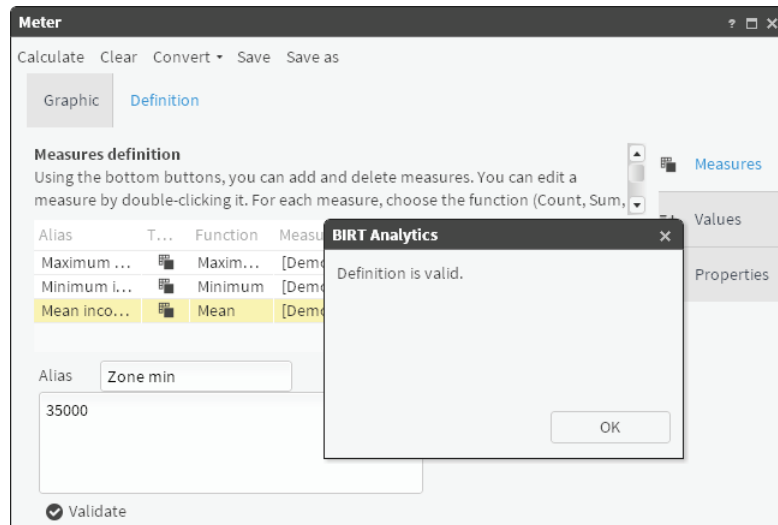 Meter
Calculate Clear Convert Save Save as
Graphic Definition
Measures definition
Using the bottom buttons, you can add and delete measures. You can edit a
measure by double-clicking it. For each measure, choose the function (Count, Sum,
Measures
Values
Properties
Alias T... Function Measu
Maximum ... Maxim... [Demo
Minimum i... Minimum [Demo
Mean inco... Mean [Demo
BIRT Analytics
Definition is valid.
OK
Alias Zone min
35000
Validate